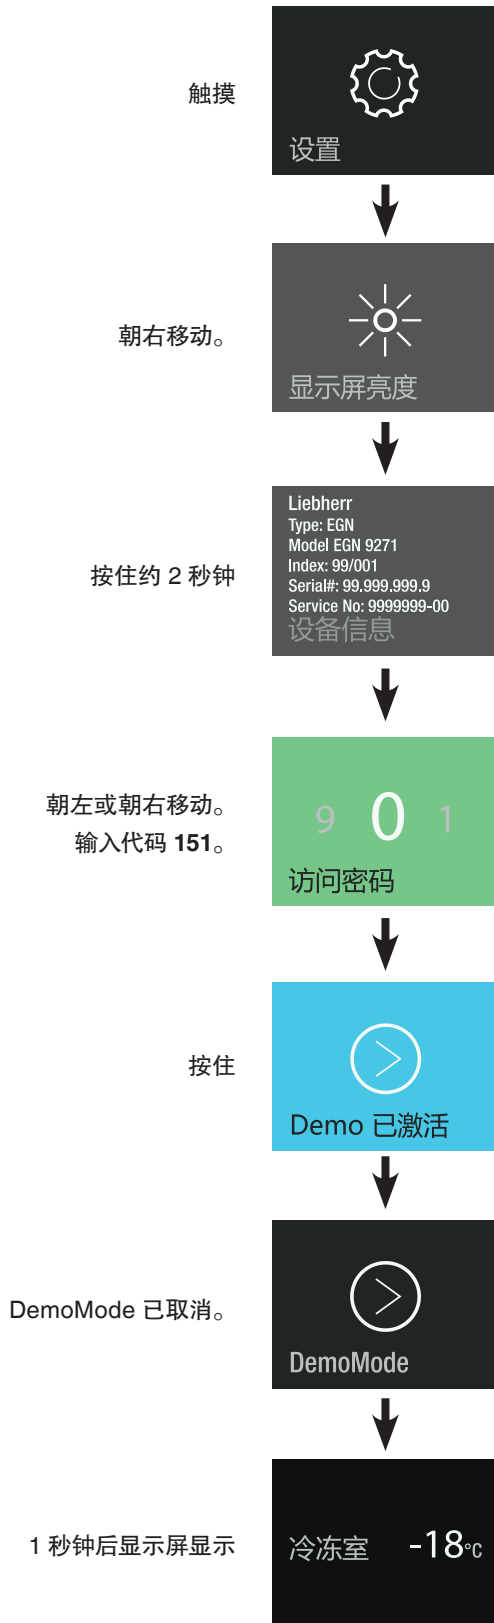 触摸
设置
朝右移动。
显示屏亮度
按住约 2 秒钟
Liebherr
Type: EGN
Model EGN 9271
Index: 99/001
Serial#: 99.999.999.9
Service No: 9999999-00
设备信息
朝左或朝右移动。
输入代码 151。
9 0 1
访问密码
按住
Demo 已激活
DemoMode 已取消。
DemoMode
1 秒钟后显示屏显示
冷冻室 -18°C